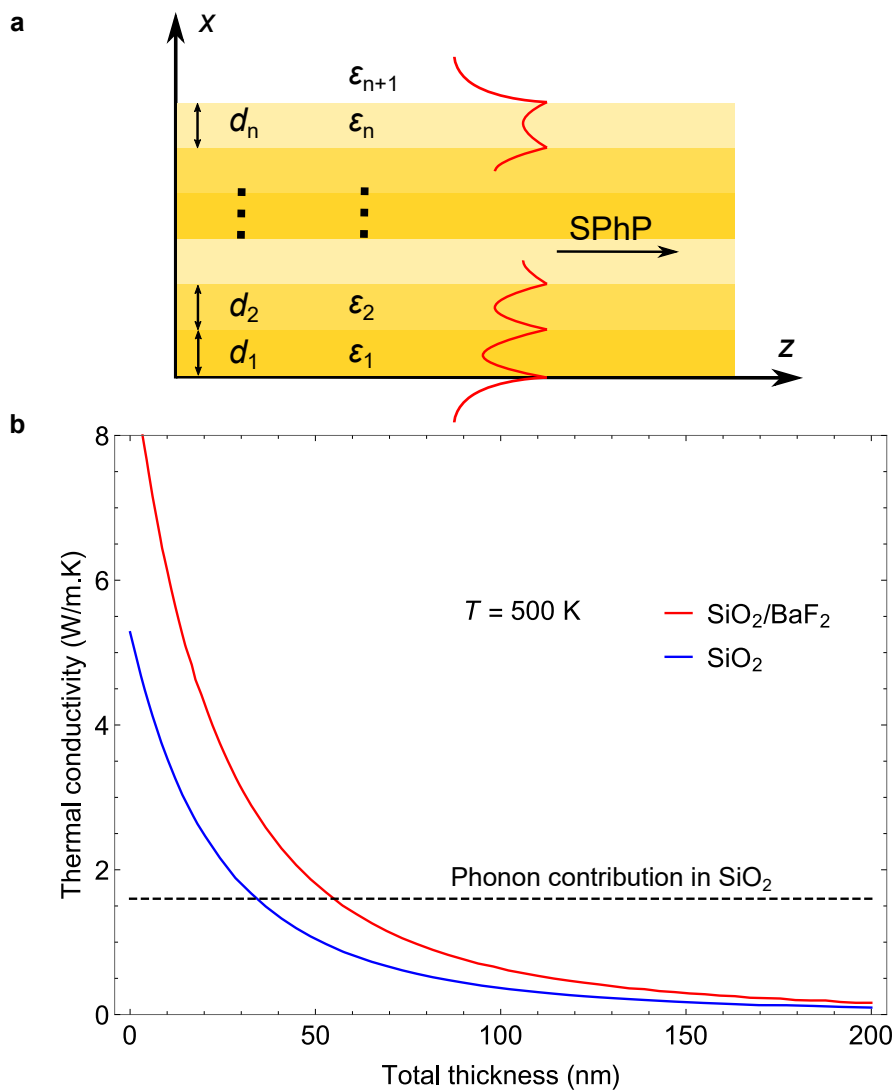 a
x
εn+1
dn
εn
SPhP
d2
ε2
d1
ε1
z
b
8
6
4
2
0
Thermal conductivity (W/m.K)
T = 500 K
SiO2/BaF2
SiO2
Phonon contribution in SiO2
0 50 100 150 200
Total thickness (nm)